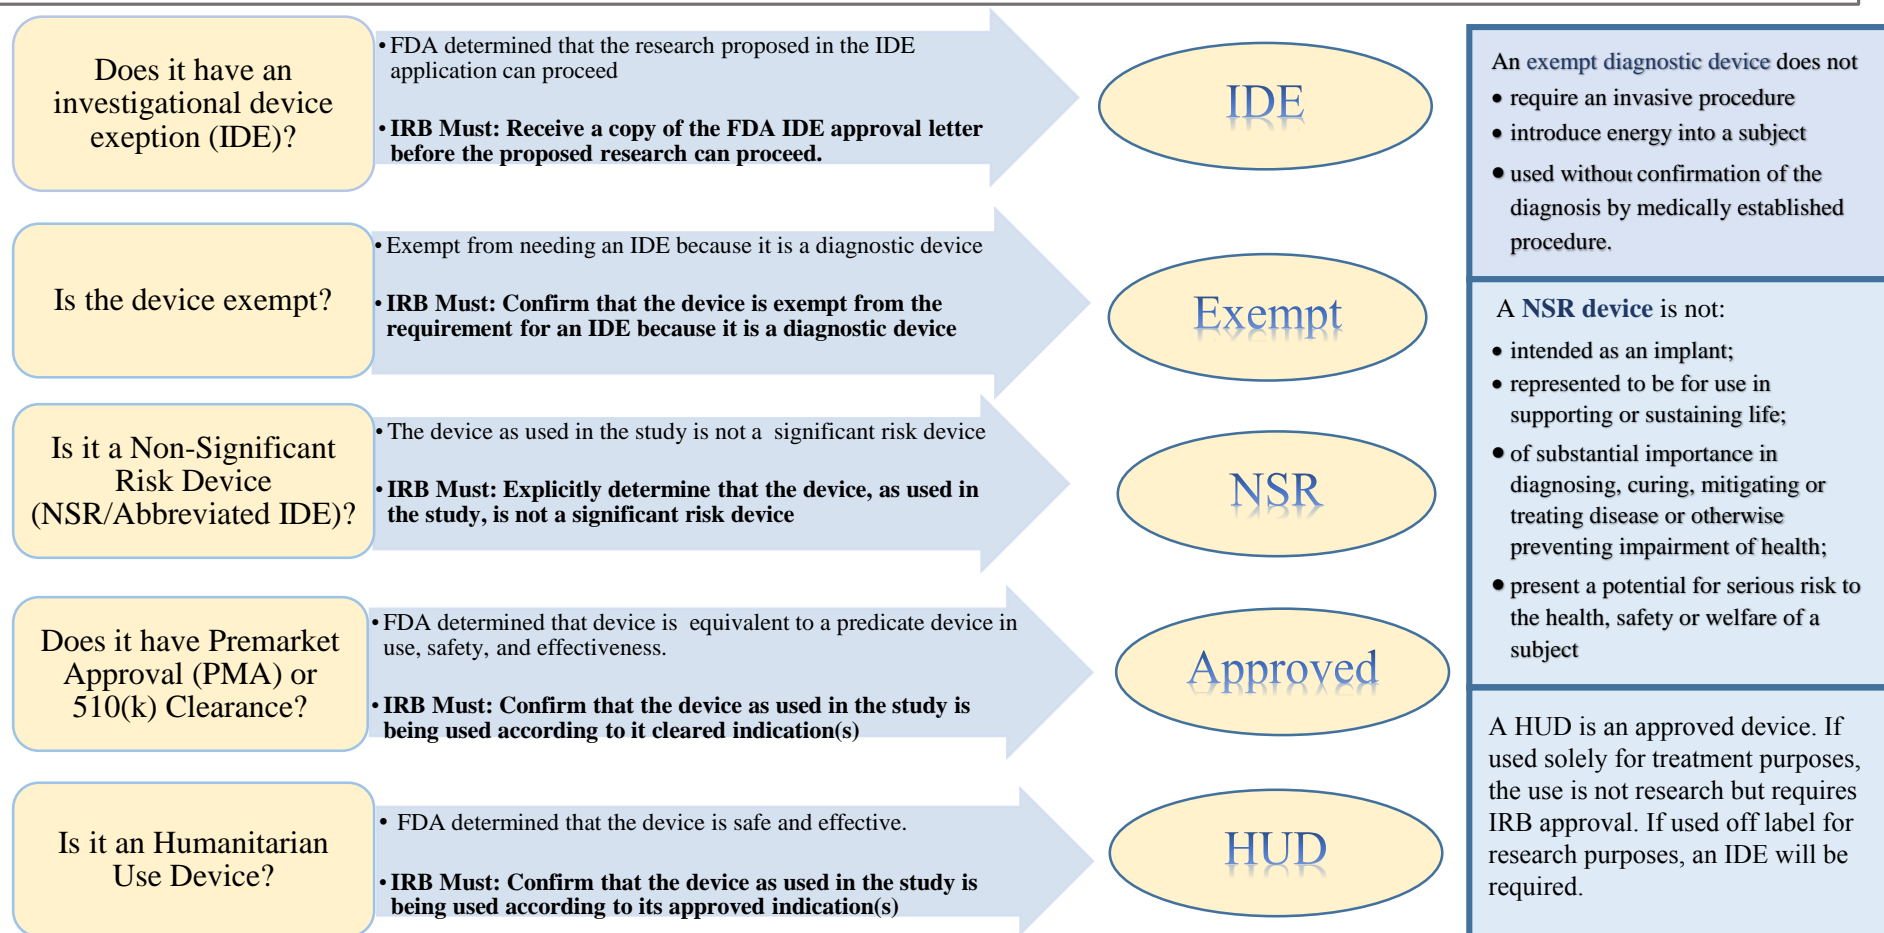 Does it have an
investigational device
exeption (IDE)?
• FDA determined that the research proposed in the IDE
application can proceed
• IRB Must: Receive a copy of the FDA IDE approval letter
before the proposed research can proceed.
IDE
Is the device exempt?
• Exempt from needing an IDE because it is a diagnostic device
• IRB Must: Confirm that the device is exempt from the
requirement for an IDE because it is a diagnostic device
Exempt
Is it a Non-Significant
Risk Device
(NSR/Abbreviated IDE)?
• The device as used in the study is not a significant risk device
• IRB Must: Explicitly determine that the device, as used in
the study, is not a significant risk device
NSR
Does it have Premarket
Approval (PMA) or
510(k) Clearance?
• FDA determined that device is equivalent to a predicate device in
use, safety, and effectiveness.
• IRB Must: Confirm that the device as used in the study is
being used according to it cleared indication(s)
Approved
Is it an Humanitarian
Use Device?
• FDA determined that the device is safe and effective.
• IRB Must: Confirm that the device as used in the study is
being used according to its approved indication(s)
HUD
An exempt diagnostic device does not
• require an invasive procedure
• introduce energy into a subject
• used without confirmation of the
diagnosis by medically established
procedure.
A NSR device is not:
• intended as an implant;
• represented to be for use in
supporting or sustaining life;
• of substantial importance in
diagnosing, curing, mitigating or
treating disease or otherwise
preventing impairment of health;
• present a potential for serious risk to
the health, safety or welfare of a
subject
A HUD is an approved device. If
used solely for treatment purposes,
the use is not research but requires
IRB approval. If used off label for
research purposes, an IDE will be
required.